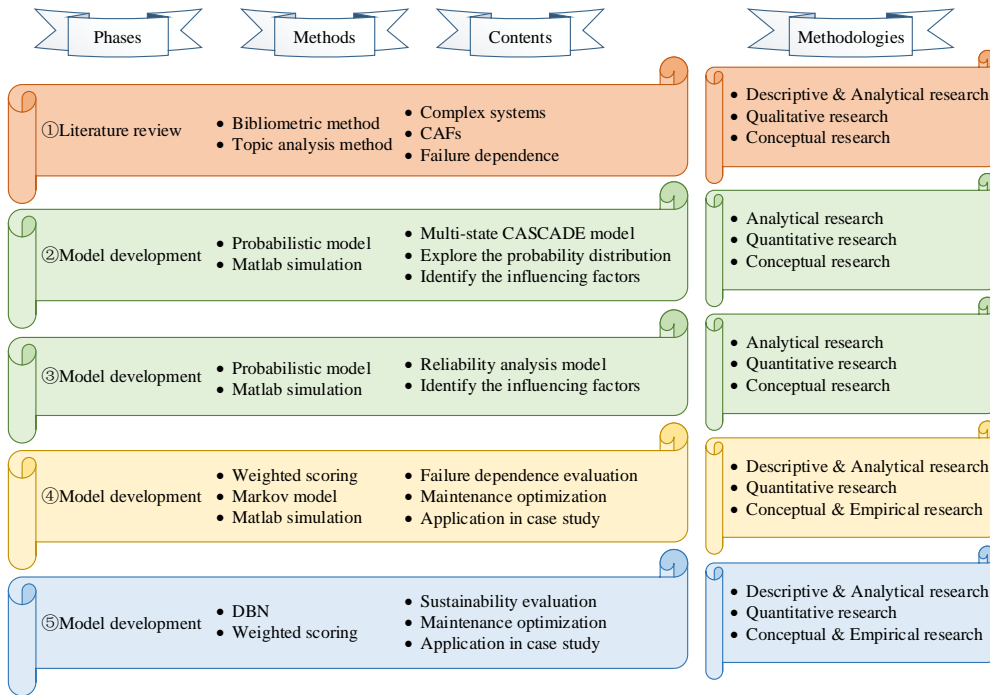 Phases
Methods
Contents
Methodologies
①Literature review
• Bibliometric method
• Topic analysis method
• Complex systems
• CAFs
• Failure dependence
• Descriptive & Analytical research
• Qualitative research
• Conceptual research
②Model development
• Probabilistic model
• Matlab simulation
• Multi-state CASCADE model
• Explore the probability distribution
• Identify the influencing factors
• Analytical research
• Quantitative research
• Conceptual research
③Model development
• Probabilistic model
• Matlab simulation
• Reliability analysis model
• Identify the influencing factors
• Analytical research
• Quantitative research
• Conceptual research
④Model development
• Weighted scoring
• Markov model
• Matlab simulation
• Failure dependence evaluation
• Maintenance optimization
• Application in case study
• Descriptive & Analytical research
• Quantitative research
• Conceptual & Empirical research
⑤Model development
• DBN
• Weighted scoring
• Sustainability evaluation
• Maintenance optimization
• Application in case study
• Descriptive & Analytical research
• Quantitative research
• Conceptual & Empirical research